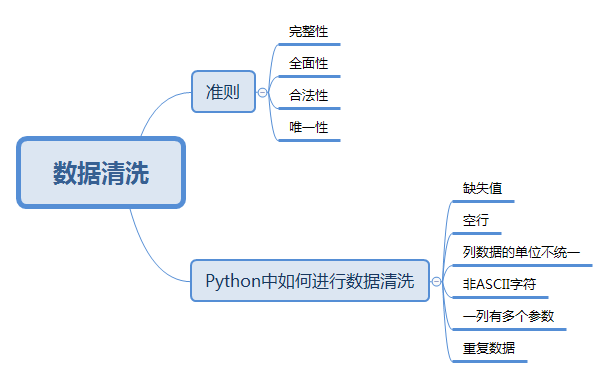 数据清洗
准则
完整性
全面性
合法性
唯一性
Python中如何进行数据清洗
缺失值
空行
列数据的单位不统一
非ASCII字符
一列有多个参数
重复数据